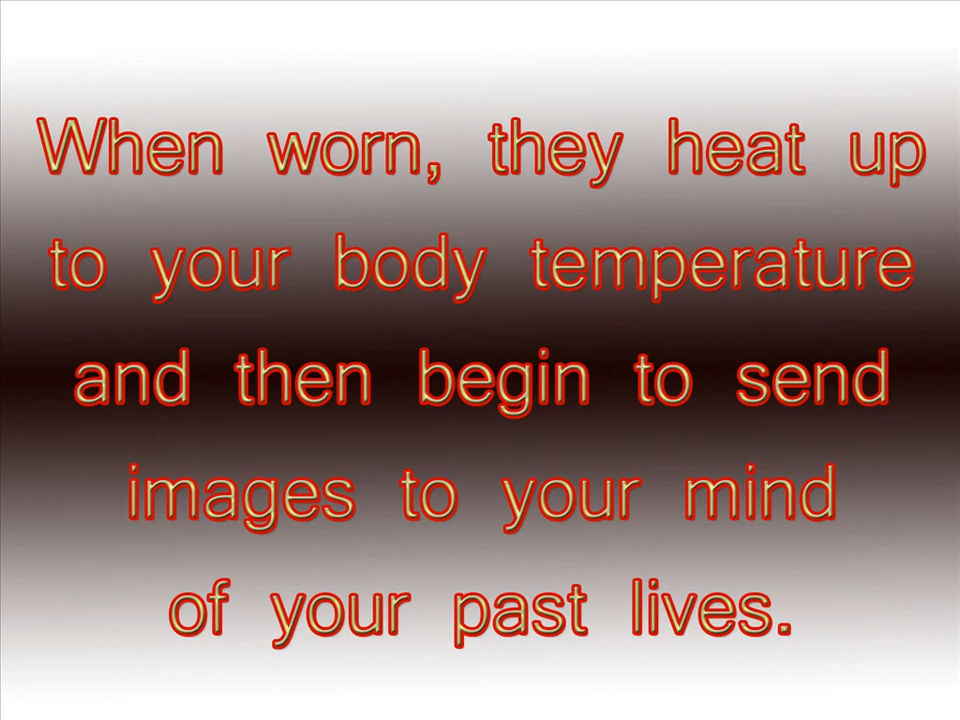 When worn, they heat up
to your body temperature
and then begin to send
images to your mind
of your past lives.